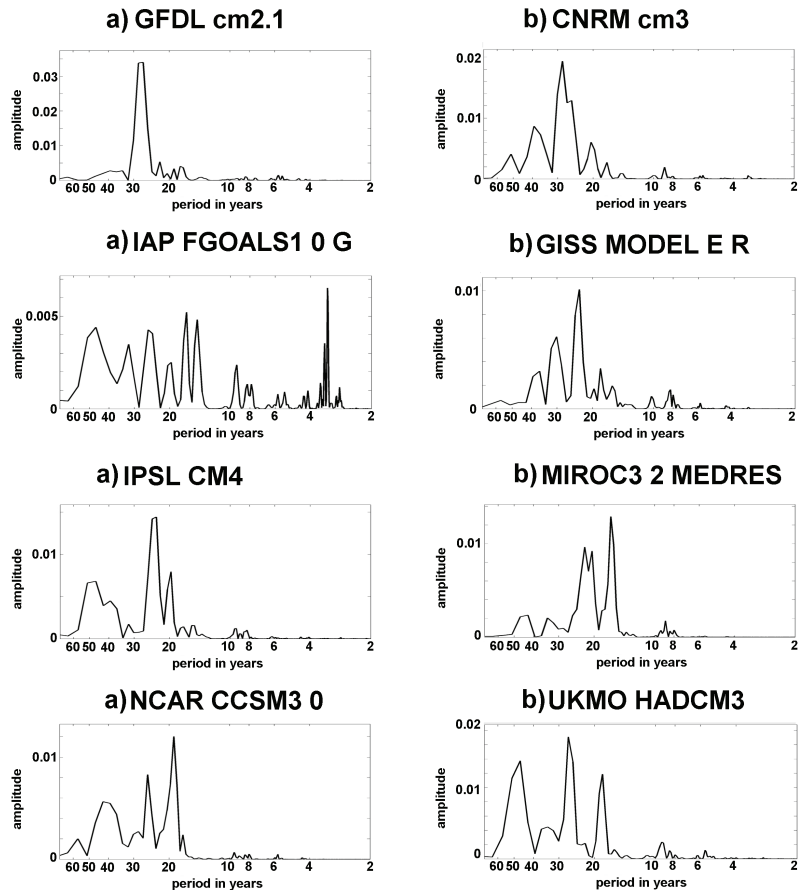 a) GFDL cm2.1
b) CNRM cm3
amplitude
0.03
0.02
0.01
0
60 50 40 30 20 10 8 6 4 2
period in years
amplitude
0.02
0.01
0
60 50 40 30 20 10 8 6 4 2
period in years
a) IAP FGOALS1 0 G
b) GISS MODEL E R
amplitude
0.005
0
60 50 40 30 20 10 8 6 4 2
period in years
amplitude
0.01
0
60 50 40 30 20 10 8 6 4 2
period in years
a) IPSL CM4
b) MIROC3 2 MEDRES
amplitude
0.01
0
60 50 40 30 20 10 8 6 4 2
period in years
amplitude
0.01
0
60 50 40 30 20 10 8 6 4 2
period in years
a) NCAR CCSM3 0
b) UKMO HADCM3
amplitude
0.01
0
60 50 40 30 20 10 8 6 4 2
period in years
amplitude
0.02
0.01
0
60 50 40 30 20 10 8 6 4 2
period in years